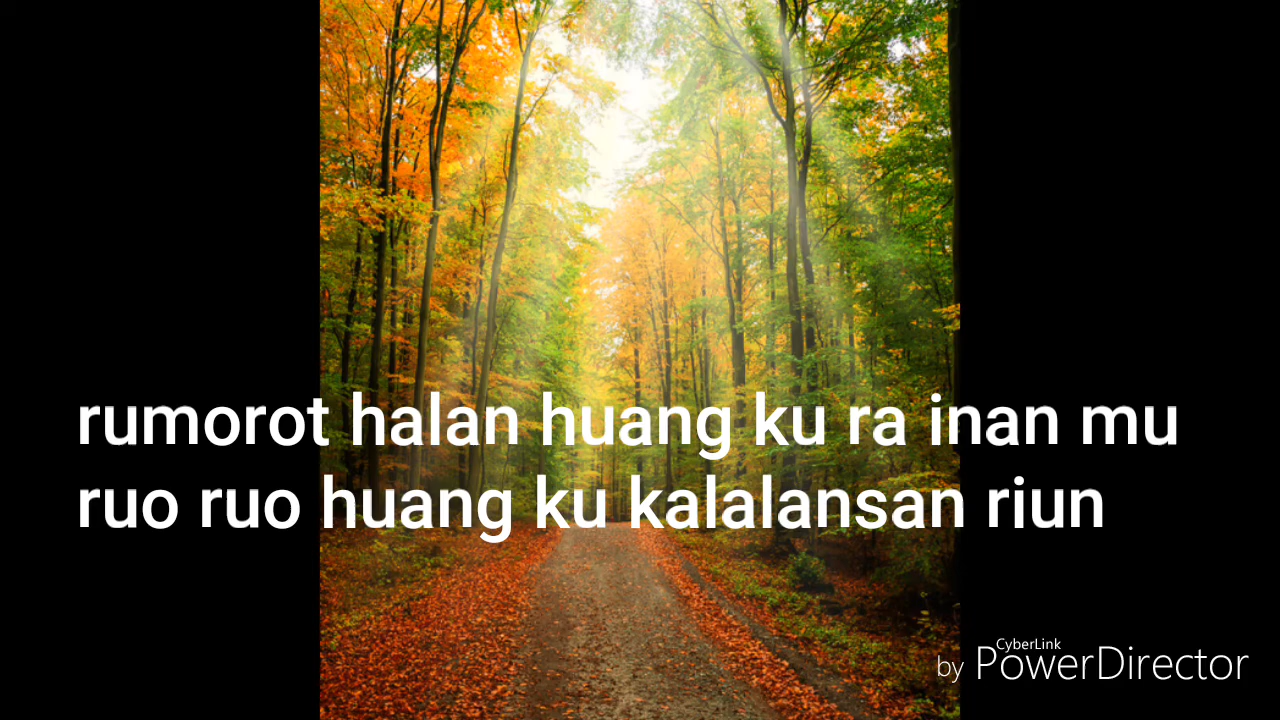 rumorot halan huang ku ra inan mu
ruo ruo huang ku kalalansan riun
CyberLink
by PowerDirector